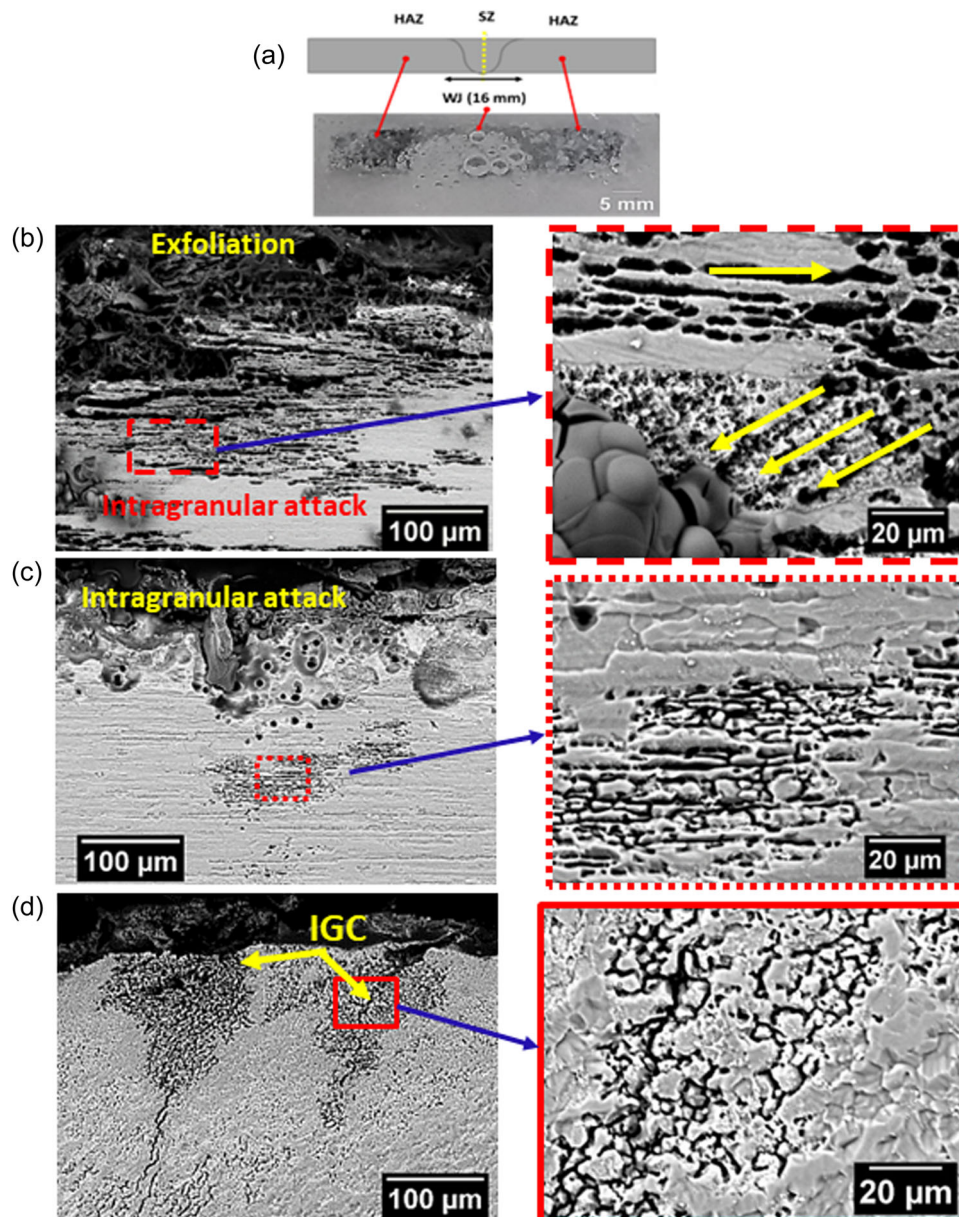 HAZ SZ HAZ
(a)
WJ (16 mm)
5 mm
(b)
Exfoliation
Intragranular attack
100 µm
20 µm
(c)
Intragranular attack
100 µm
20 µm
(d)
IGC
100 µm
20 µm